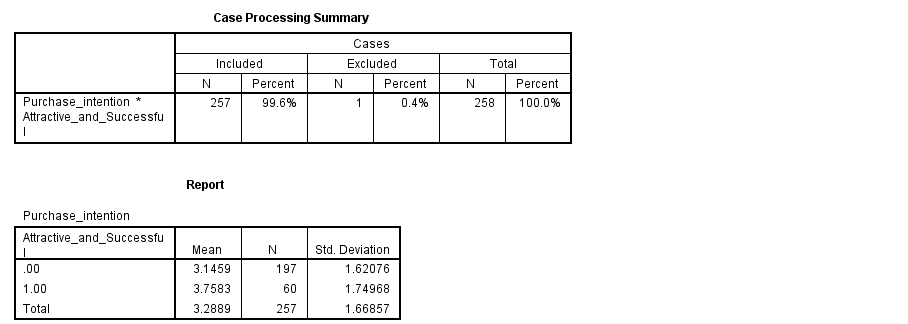 Case Processing Summary
Cases
Included Excluded Total
N Percent N Percent N Percent
Purchase_intention * 257 99.6% 1 0.4% 258 100.0%
Attractive_and_Successfu
l
Report
Purchase_intention
Attractive_and_Successfu
l Mean N Std. Deviation
.00 3.1459 197 1.62076
1.00 3.7583 60 1.74968
Total 3.2889 257 1.66857